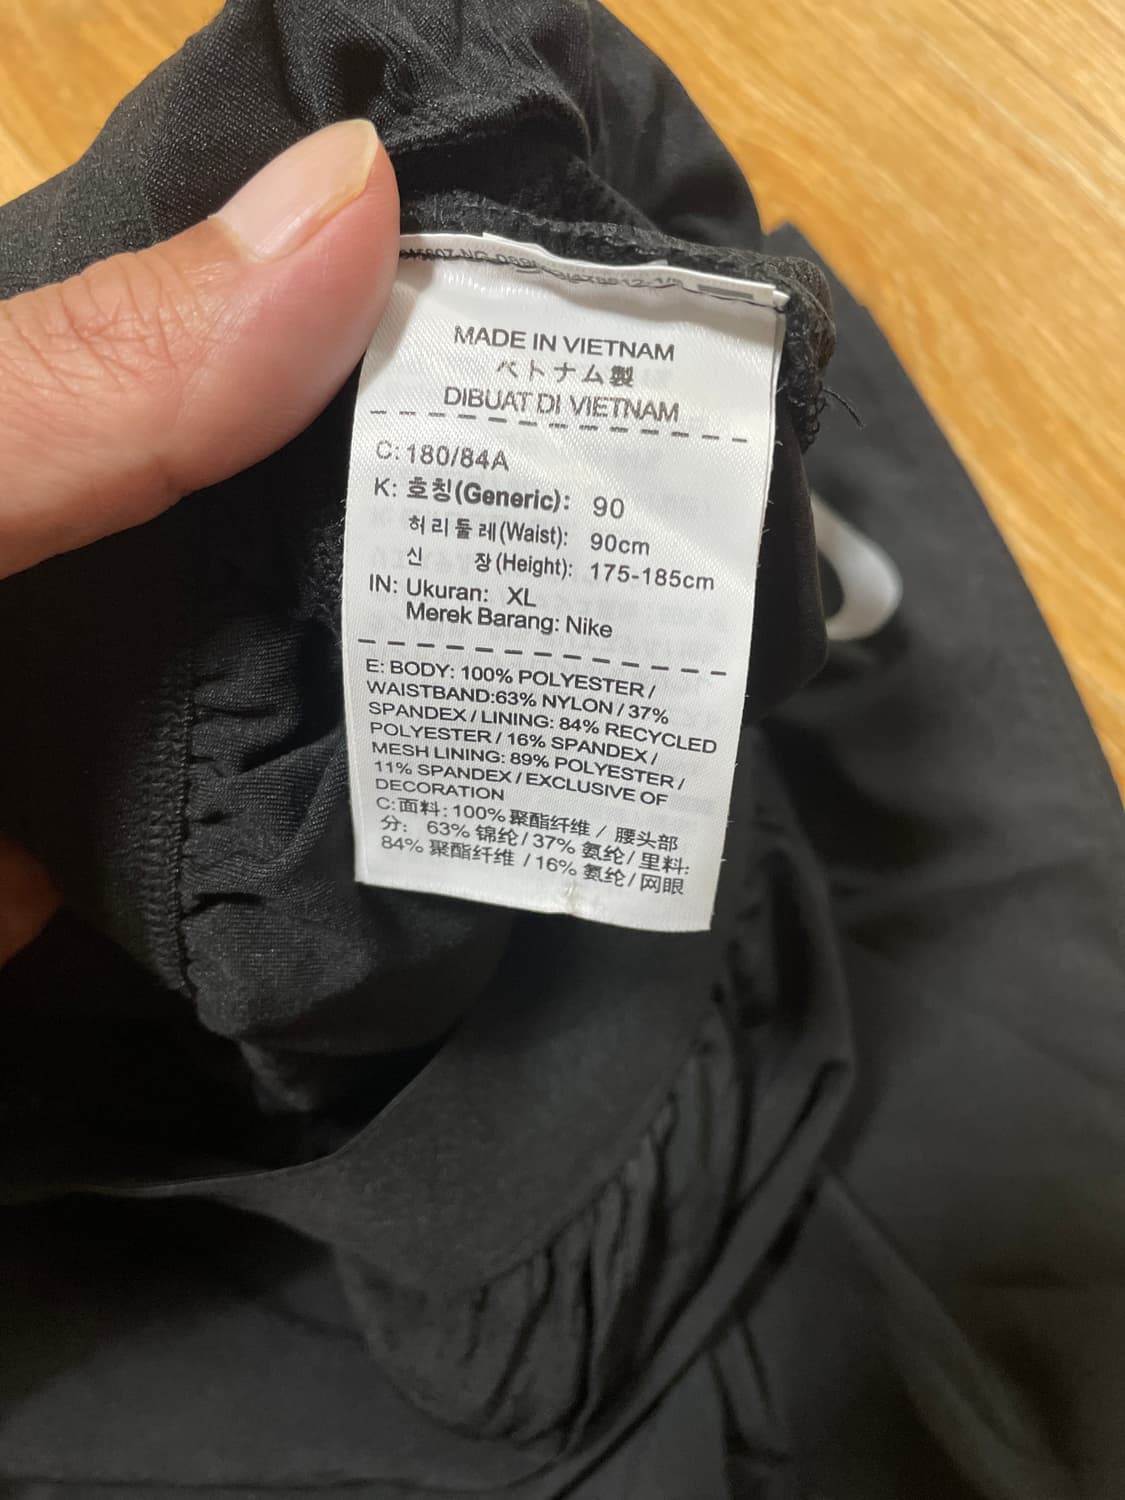 MADE IN VIETNAM
ベトナム製
DIBUAT DI VIETNAM
C: 180/84A
K: 호칭(Generic): 90
허리둘레(Waist): 90cm
신 장(Height): 175-185cm
IN: Ukuran: XL
Merek Barang: Nike
E: BODY: 100% POLYESTER /
WAISTBAND:63% NYLON / 37%
SPANDEX / LINING: 84% RECYCLED
POLYESTER / 16% SPANDEX /
MESH LINING: 89% POLYESTER /
11% SPANDEX / EXCLUSIVE OF
DECORATION
C:面料: 100% 聚酯纤维 / 腰头部
分: 63% 锦纶/ 37% 氨纶/ 里料:
84% 聚酯纤维 / 16% 氨纶/ 网眼